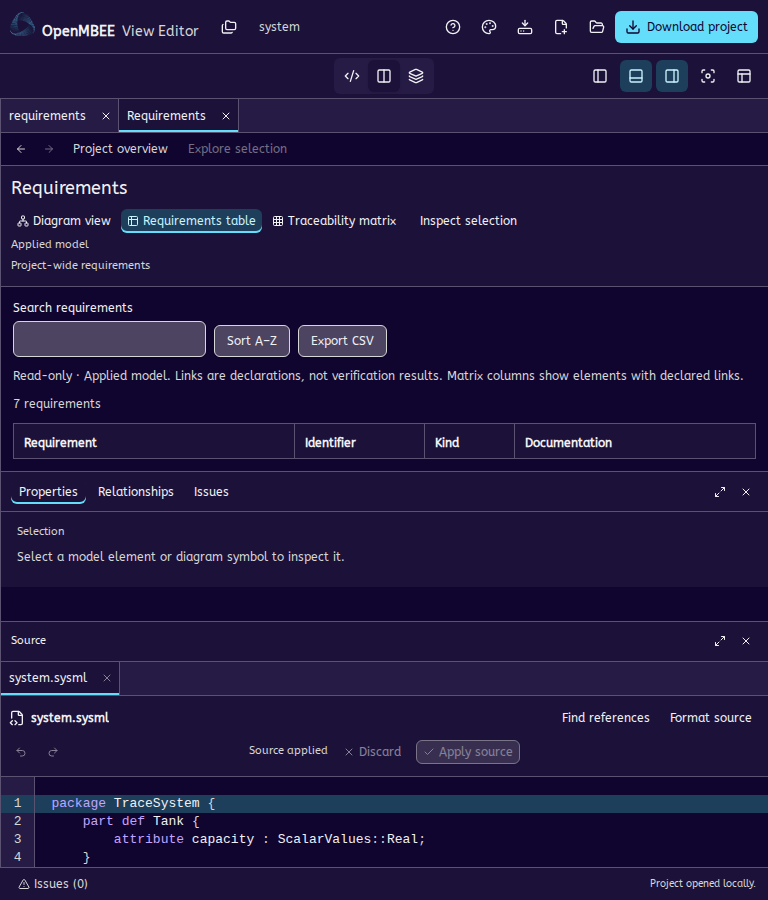 OpenMBEE View Editor
system
Download project
requirements
Requirements
Project overview
Explore selection
Requirements
Diagram view
Requirements table
Traceability matrix
Inspect selection
Applied model
Project-wide requirements
Search requirements
Sort A–Z
Export CSV
Read-only · Applied model. Links are declarations, not verification results. Matrix columns show elements with declared links.
7 requirements
Requirement
Identifier
Kind
Documentation
Properties
Relationships
Issues
Selection
Select a model element or diagram symbol to inspect it.
Source
system.sysml
system.sysml
Find references
Format source
Source applied
Discard
Apply source
1 package TraceSystem {
2 part def Tank {
3 attribute capacity : ScalarValues::Real;
4 }
Issues (0)
Project opened locally.